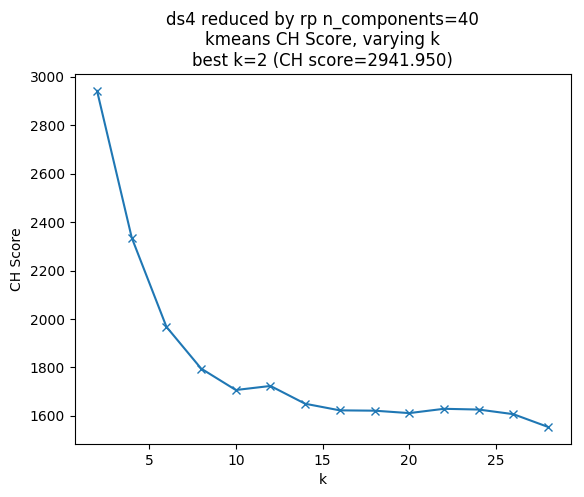 ds4 reduced by rp n_components=40
kmeans CH Score, varying k
best k=2 (CH score=2941.950)
3000
2800
2600
2400
2200
2000
1800
1600
CH Score
5
10
15
20
25
k